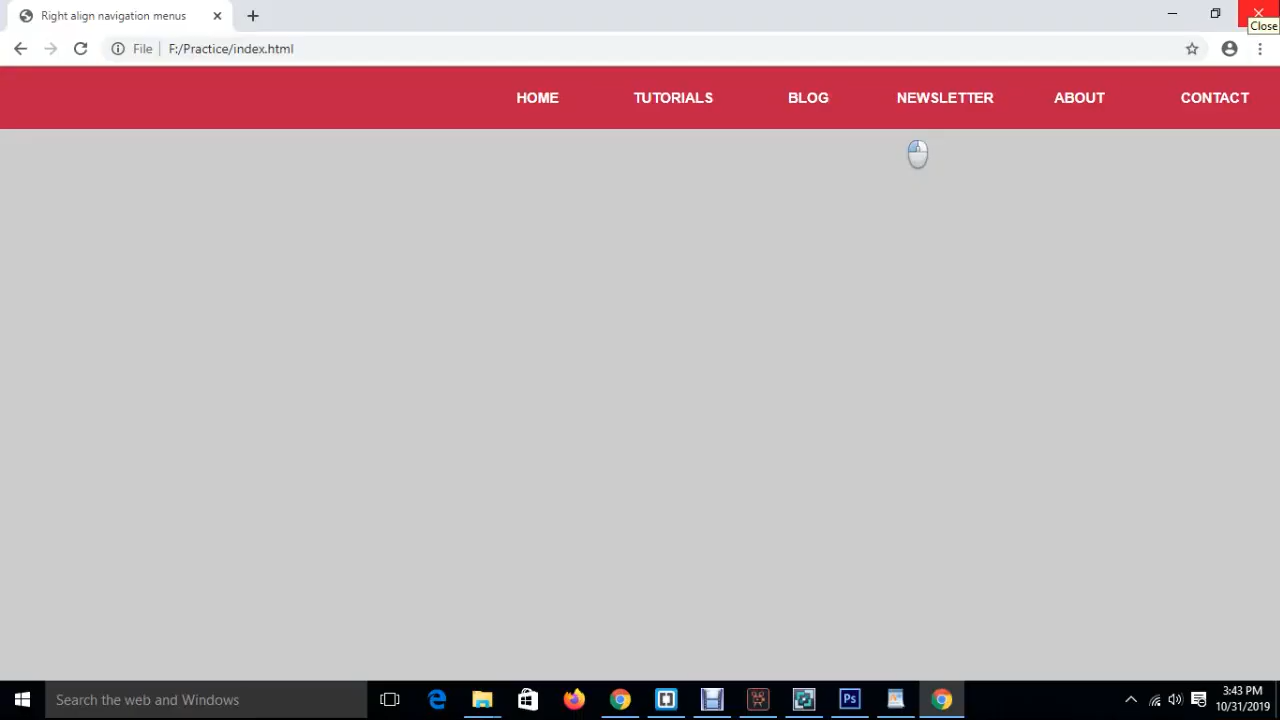 Right align navigation menus
Close
File
F:/Practice/index.html
HOME TUTORIALS BLOG NEWSLETTER ABOUT CONTACT
Search the web and Windows
Ps
3:43 PM
10/31/2019